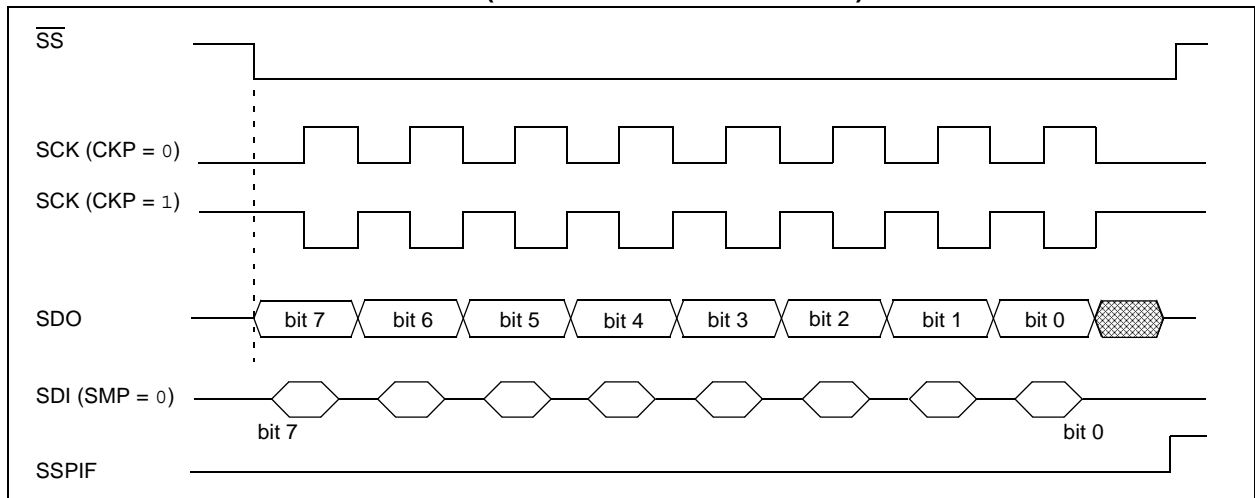 SS
SCK (CKP = 0)
SCK (CKP = 1)
SDO bit 7 bit 6 bit 5 bit 4 bit 3 bit 2 bit 1 bit 0
SDI (SMP = 0)
bit 7 bit 0
SSPIF